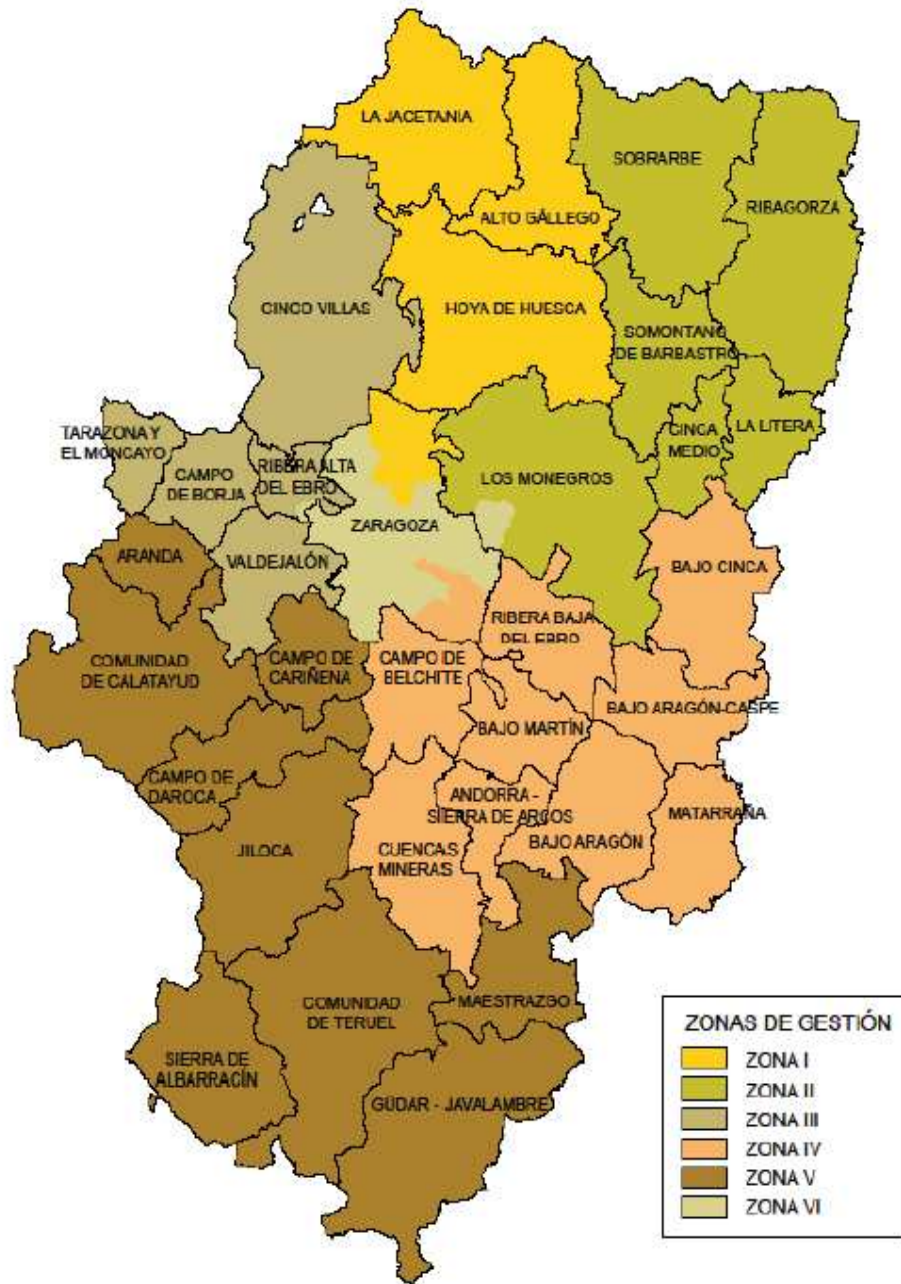 LA JACETANIA
SOBRARBE
RIBAGORZA
ALTO GÁLLEGO
CINCO VILLAS
HOYA DE HUESCA
SOMONTANO
DE BARBASTRO
TARAZONA Y
EL MONCAYO
CAMPO
DE BORJA
RIBERA ALTA
DEL EBRO
CINCA
MEDIO
LA LITERA
LOS MONEGROS
ZARAGOZA
ARANDA
VALDEJALÓN
BAJO CINCA
RIBERA BAJA
DEL EBRO
COMUNIDAD
DE CALATAYUD
CAMPO DE
CARIÑENA
CAMPO DE
BELCHITE
BAJO ARAGÓN-CASPE
BAJO MARTÍN
CAMPO DE
DAROCA
ANDORRA -
SIERRA DE ARCOS
MATARRAÑA
JILOCA
CUENCAS
MINERAS
BAJO ARAGÓN
COMUNIDAD
DE TERUEL
MAESTRAZGO
SIERRA DE
ALBARRACÍN
GÚDAR - JAVALAMBRE
ZONAS DE GESTIÓN
ZONA I
ZONA II
ZONA III
ZONA IV
ZONA V
ZONA VI